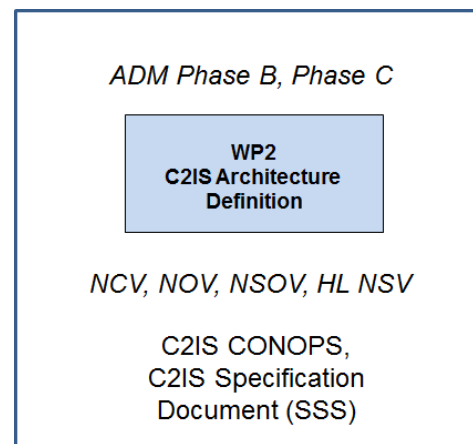 ADM Phase B, Phase C
WP2
C2IS Architecture
Definition
NCV, NOV, NSOV, HL NSV
C2IS CONOPS,
C2IS Specification
Document (SSS)